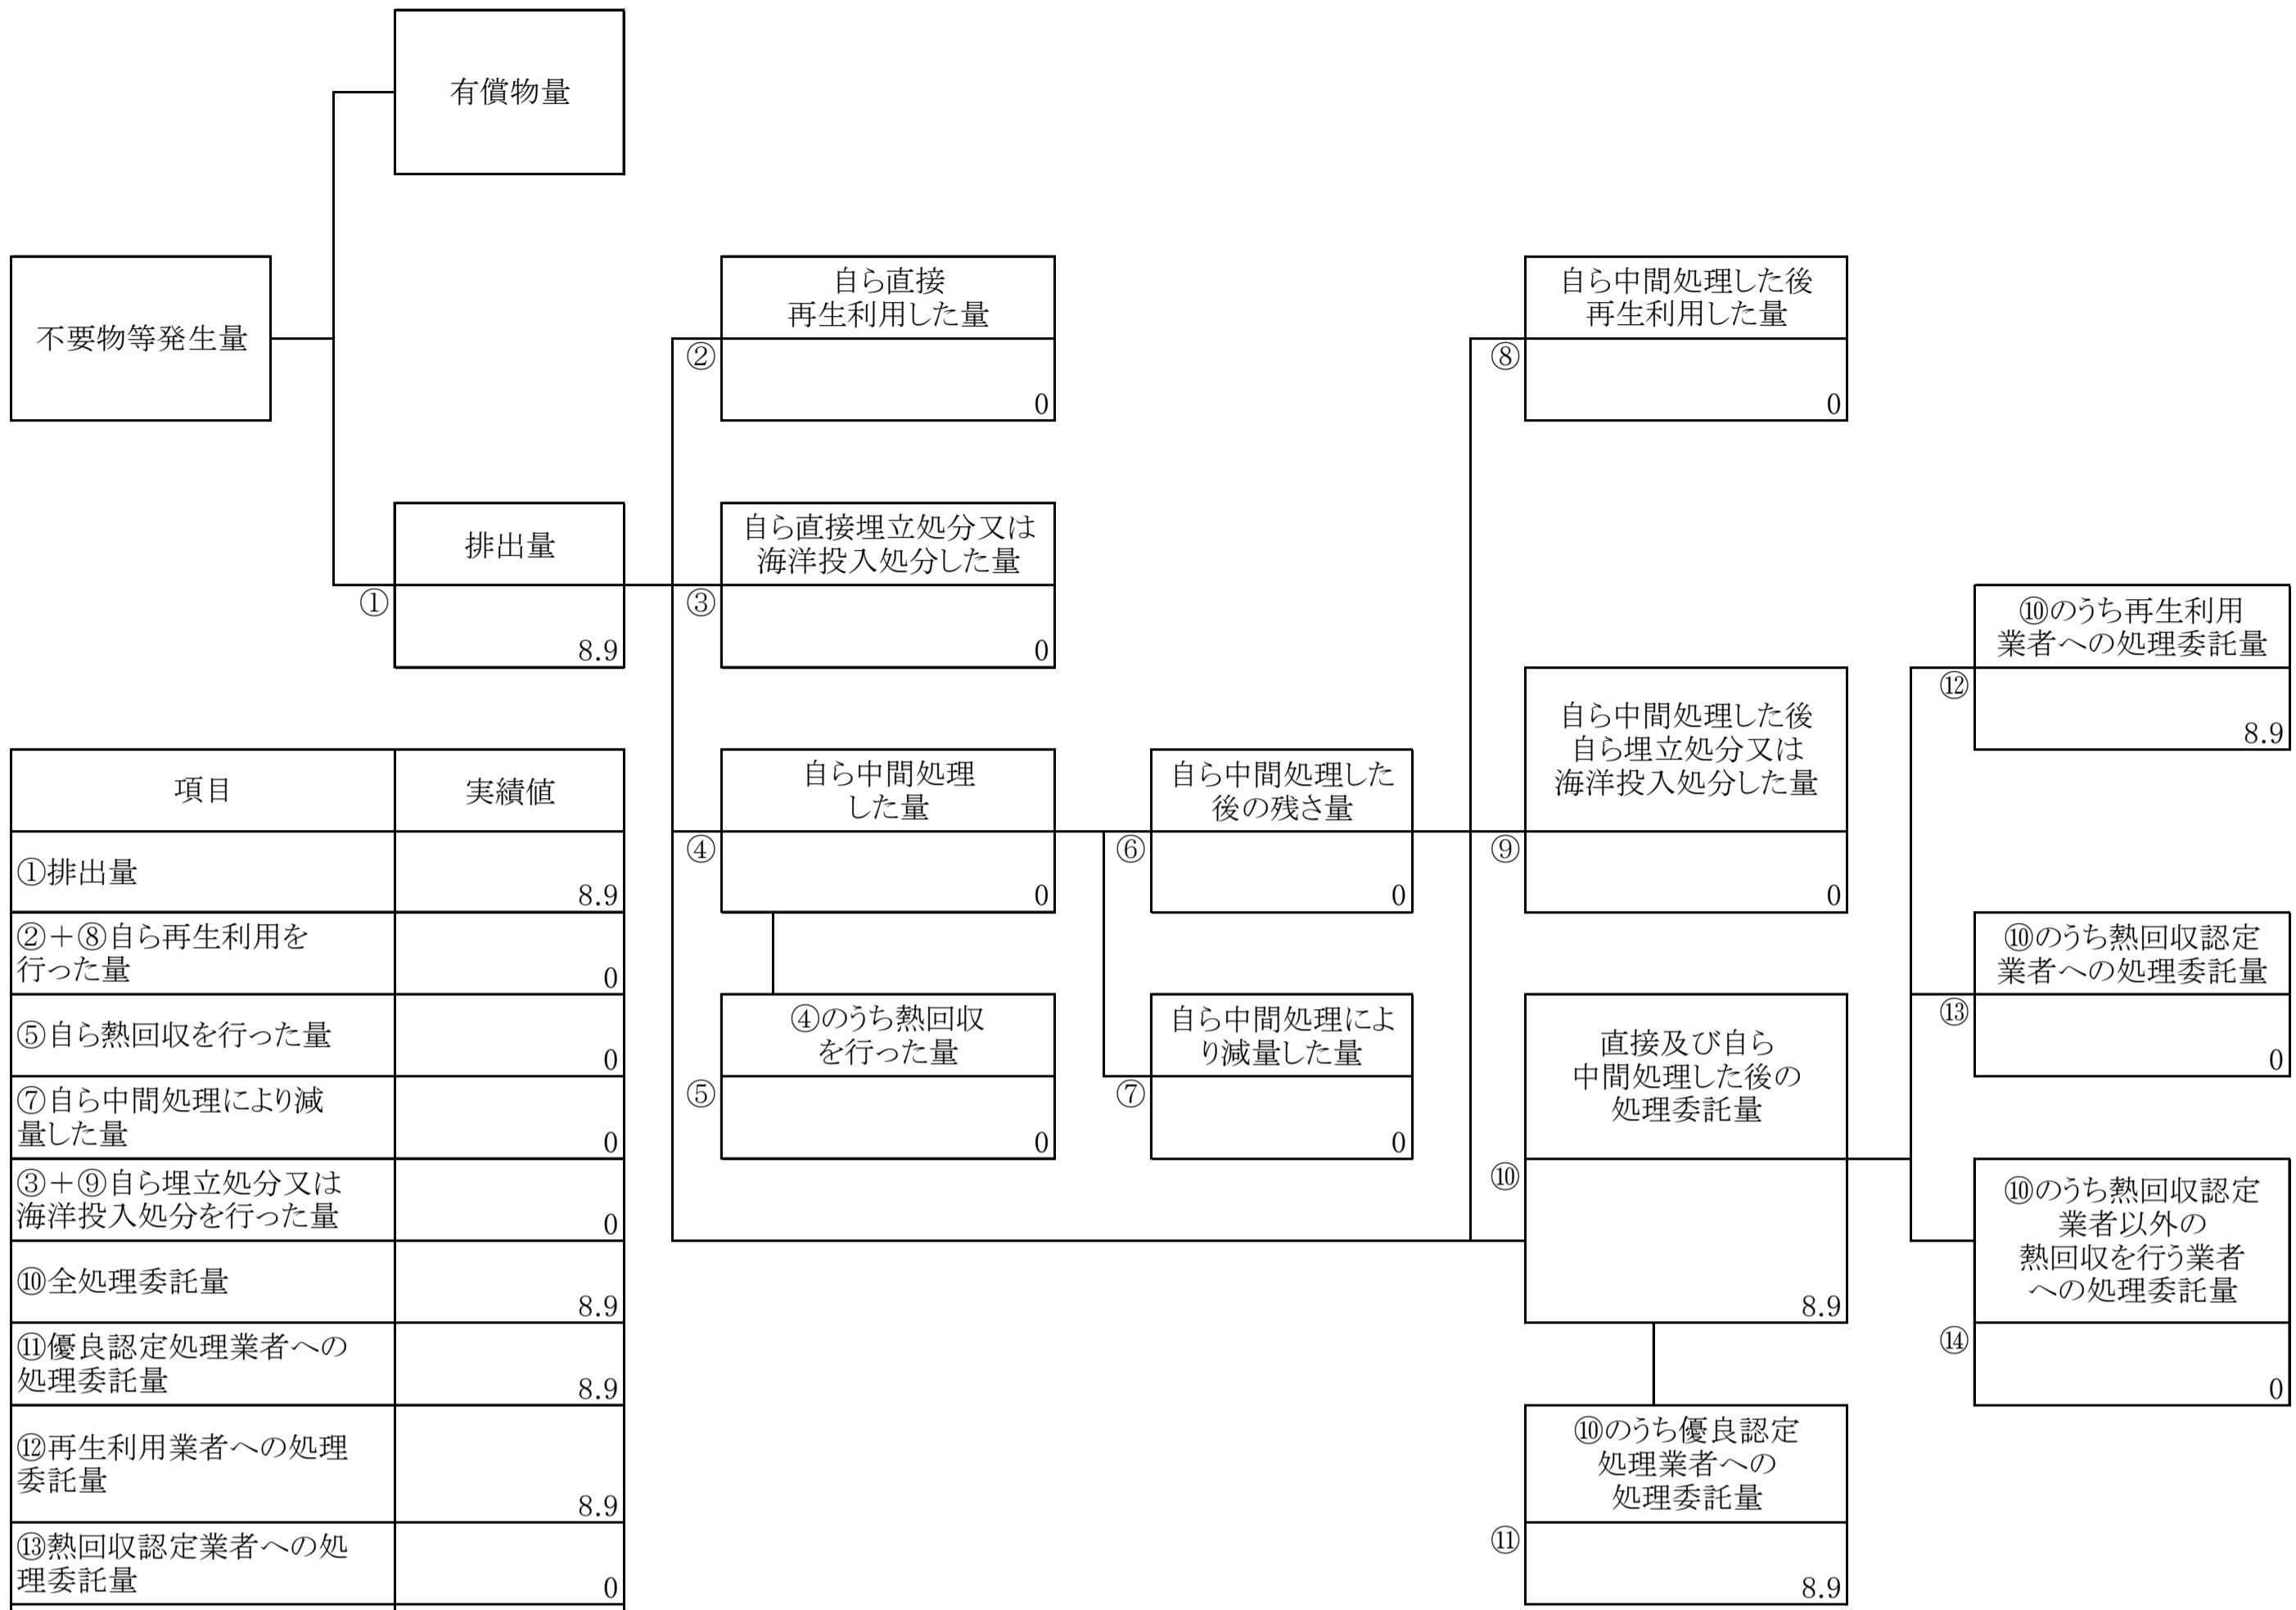 有償物量
不要物等発生量
自ら直接
再生利用した量
②
0
自ら中間処理した後
再生利用した量
⑧
0
排出量
①
8.9
自ら直接埋立処分又は
海洋投入処分した量
③
0
⑩のうち再生利用
業者への処理委託量
⑫
8.9
自ら中間処理
した量
④
0
自ら中間処理した
後の残さ量
⑥
0
自ら中間処理した後
自ら埋立処分又は
海洋投入処分した量
⑨
0
⑩のうち熱回収認定
業者への処理委託量
⑬
0
④のうち熱回収
を行った量
⑤
0
自ら中間処理によ
り減量した量
⑦
0
直接及び自ら
中間処理した後の
処理委託量
⑩
8.9
⑩のうち熱回収認定
業者以外の
熱回収を行う業者
への処理委託量
⑭
0
⑩のうち優良認定
処理業者への
処理委託量
⑪
8.9
項目 実績値
①排出量
8.9
②+⑧自ら再生利用を
行った量
0
⑤自ら熱回収を行った量
0
⑦自ら中間処理により減
量した量
0
③+⑨自ら埋立処分又は
海洋投入処分を行った量
0
⑩全処理委託量
8.9
⑪優良認定処理業者への
処理委託量
8.9
⑫再生利用業者への処理
委託量
8.9
⑬熱回収認定業者への処
理委託量
0